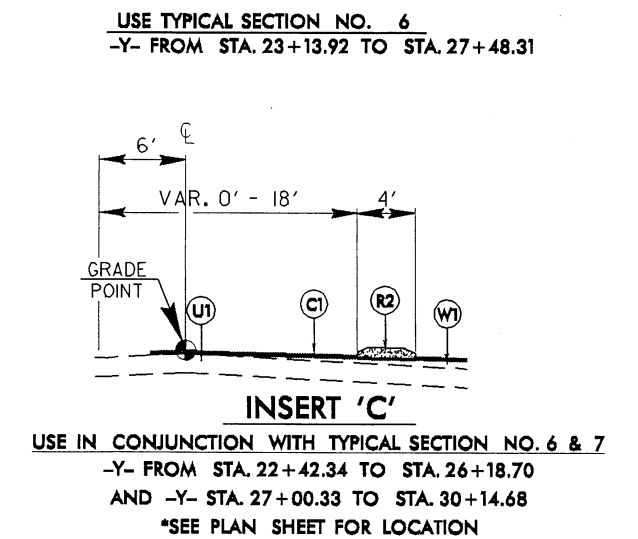 USE TYPICAL SECTION NO. 6
-Y- FROM STA. 23+13.92 TO STA. 27+48.31
℄
6'
VAR. 0' - 18'
4'
GRADE
POINT
U1
C1
R2
W1
INSERT 'C'
USE IN CONJUNCTION WITH TYPICAL SECTION NO. 6 & 7
-Y- FROM STA. 22+42.34 TO STA. 26+18.70
AND -Y- STA. 27+00.33 TO STA. 30+14.68
*SEE PLAN SHEET FOR LOCATION